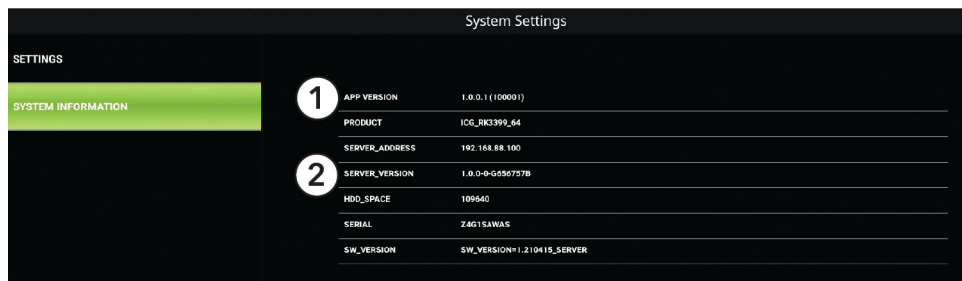 System Settings
SETTINGS
SYSTEM INFORMATION
1 APP VERSION 1.0.0.1 (100001)
PRODUCT ICG_RK3399_64
SERVER_ADDRESS 192.168.88.100
2 SERVER_VERSION 1.0.0-0-G656757B
HDD_SPACE 109640
SERIAL Z4G1SAWAS
SW_VERSION SW_VERSION=1.210415_SERVER